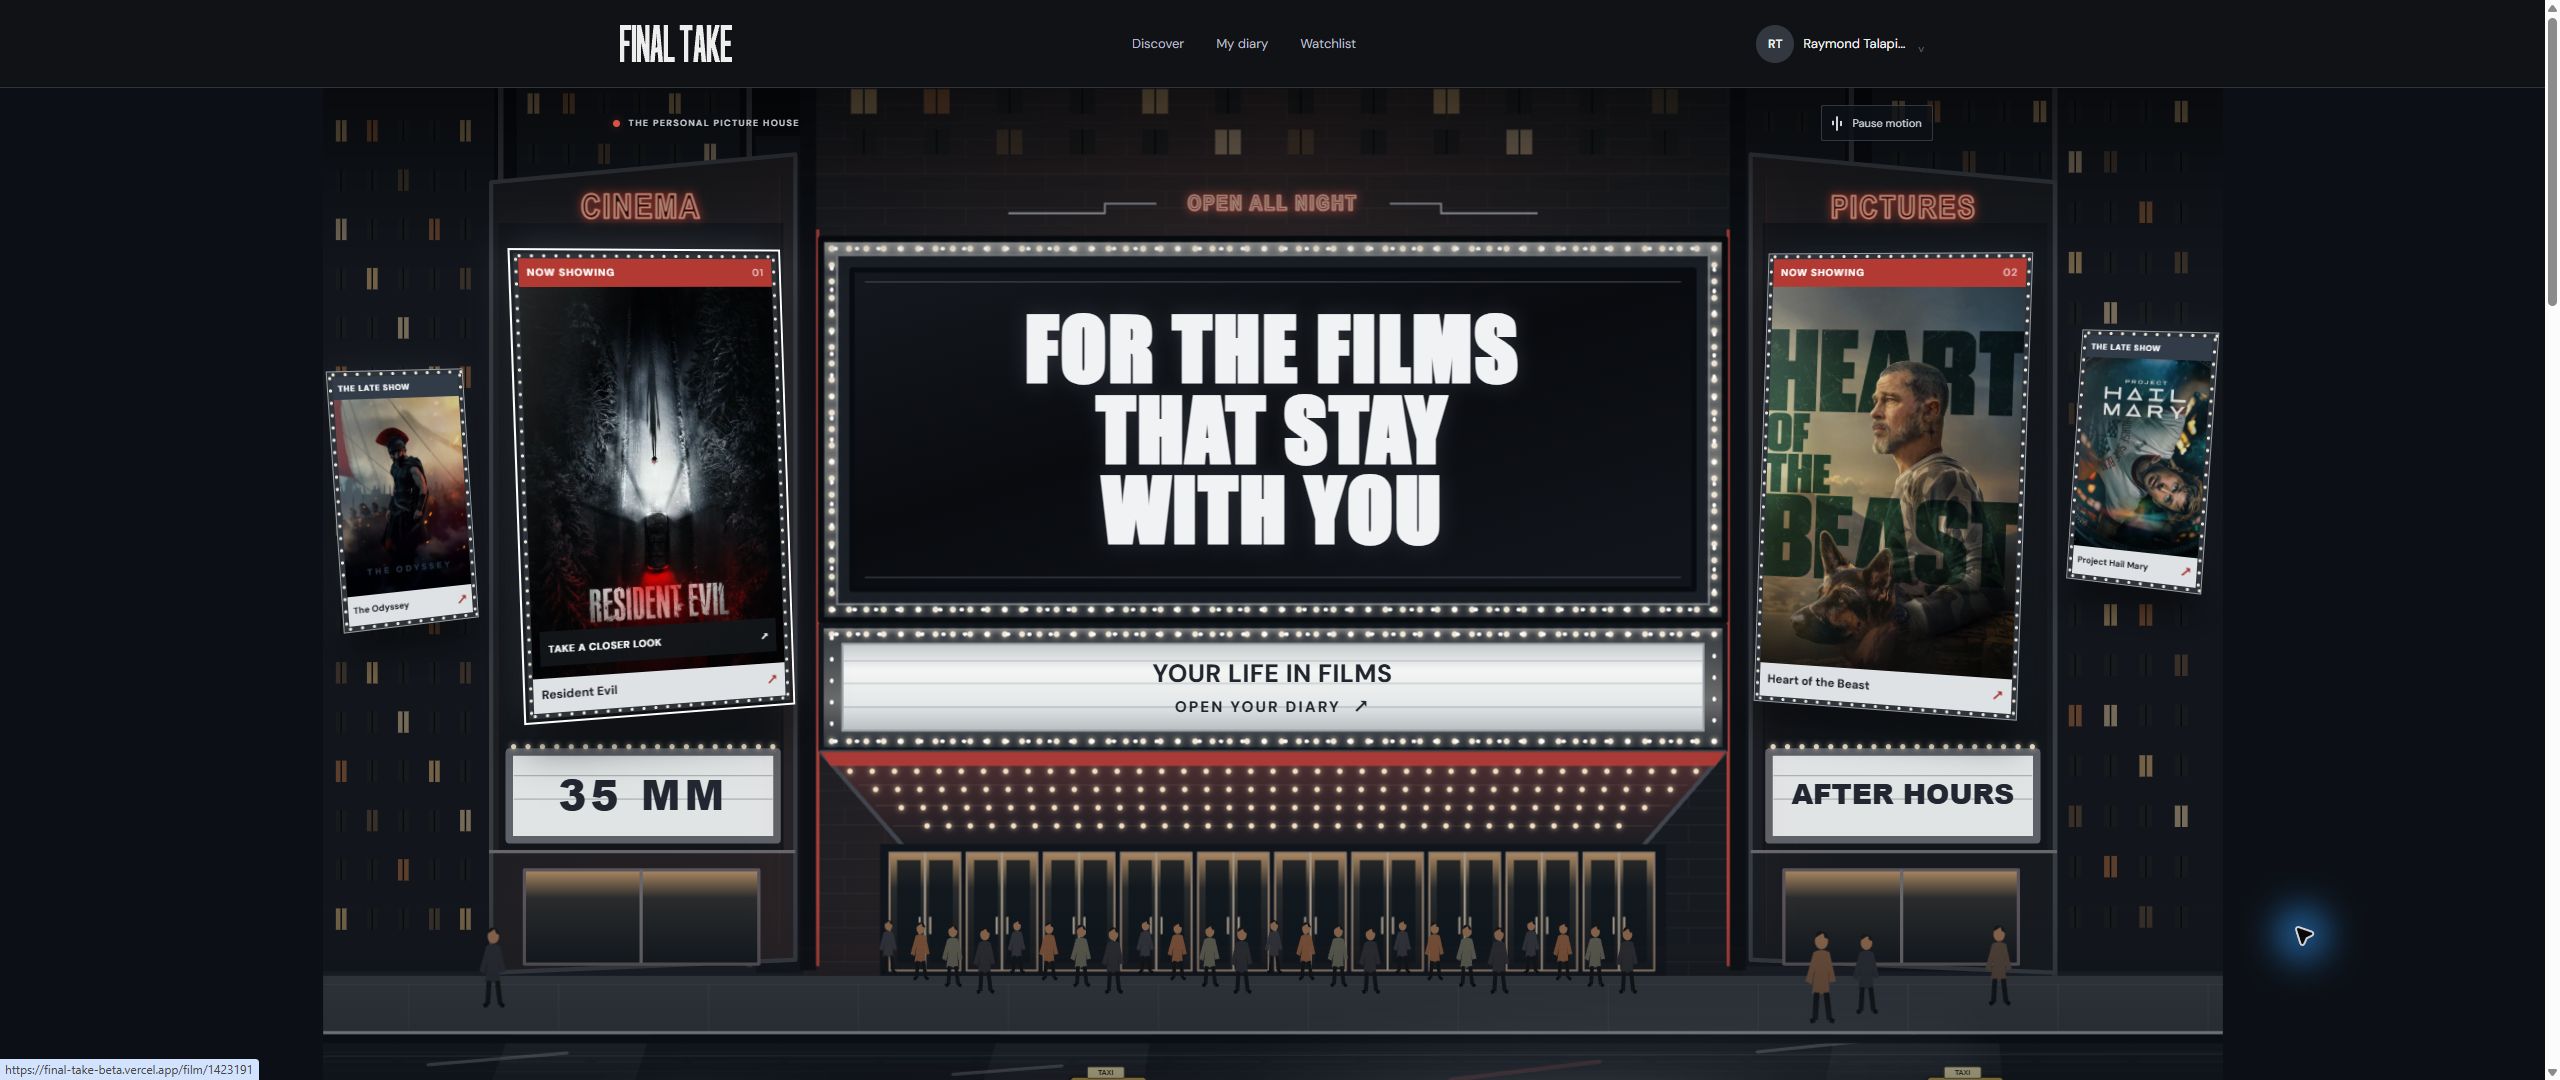 FINAL TAKE
Discover
My diary
Watchlist
RT
Raymond Talapi...
THE PERSONAL PICTURE HOUSE
Pause motion
CINEMA
OPEN ALL NIGHT
PICTURES
NOW SHOWING 01
RESIDENT EVIL
TAKE A CLOSER LOOK ↗
Resident Evil ↗
THE LATE SHOW
THE ODYSSEY
The Odyssey ↗
FOR THE FILMS
THAT STAY
WITH YOU
YOUR LIFE IN FILMS
OPEN YOUR DIARY ↗
NOW SHOWING 02
HEART
OF
THE
BEAST
Heart of the Beast ↗
THE LATE SHOW
PROJECT
HAIL
MARY
Project Hail Mary ↗
35 MM
AFTER HOURS
TAXI
TAXI
https://final-take-beta.vercel.app/film/1423191